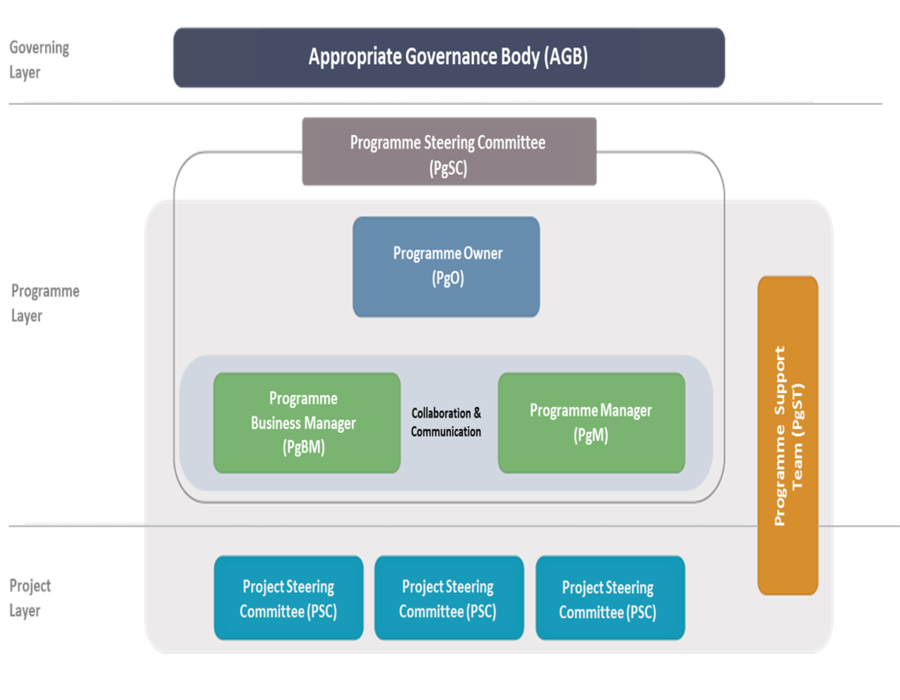 Governing
Layer
Appropriate Governance Body (AGB)
Programme Steering Committee
(PgSC)
Programme Owner
(PgO)
Programme
Layer
Programme
Business Manager
(PgBM)
Collaboration &
Communication
Programme Manager
(PgM)
Programme Support
Team (PgST)
Project
Layer
Project Steering
Committee (PSC)
Project Steering
Committee (PSC)
Project Steering
Committee (PSC)